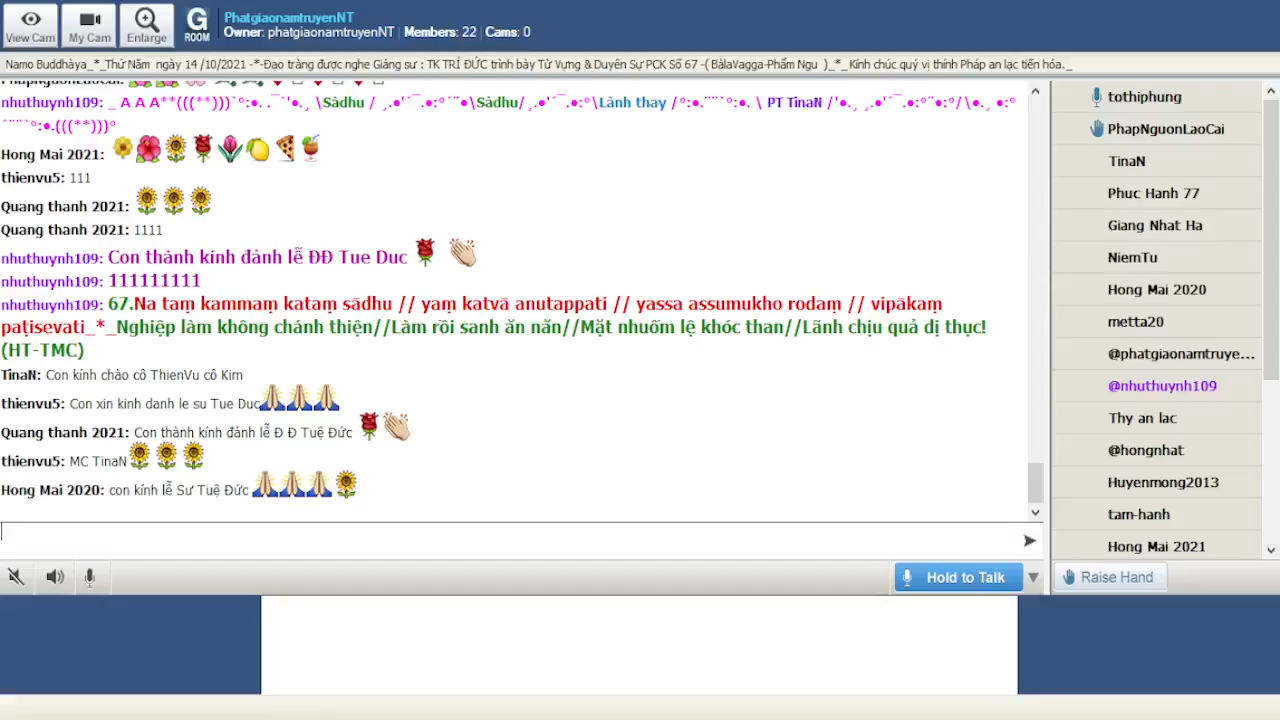 View Cam
My Cam
Enlarge
G
ROOM
PhatgiaonamtruyenNT
Owner: phatgiaonamtruyenNT | Members: 22 | Cams: 0
Namo Buddhàya_*_Thứ Năm ngày 14 /10/2021 -*-Đạo tràng được nghe Giảng sư : TK TRÍ ĐỨC trình bày Từ Vựng & Duyên Sự PCK Số 67 -( BàlaVagga-Phẩm Ngu )_*_ Kính chúc quý vị thính Pháp an lạc tiến hóa._
nhuthuynh109: _ A A A**(((**)))`°:•. .¯`'•.¸ \Sàdhu / ¸.•'´¯.•:°´¨•\Sàdhu/¸.•'´¯.•:°\Lành thay /°:•.¨¨`°:•. \ PT TinaN /'•.¸ ¸.•'´¯.•:°¨•:°/\•.¸ •:°
´¨¨`°:•.(((**)))°
Hong Mai 2021:
thienvu5: 111
Quang thanh 2021:
Quang thanh 2021: 1111
nhuthuynh109: Con thành kính đảnh lễ ĐĐ Tue Duc
nhuthuynh109: 111111111
nhuthuynh109: 67.Na taṃ kammaṃ kataṃ sādhu // yaṃ katvā anutappati // yassa assumukho rodaṃ // vipākaṃ
paṭisevati_*_Nghiệp làm không chánh thiện//Làm rồi sanh ăn năn//Mặt nhuốm lệ khóc than//Lãnh chịu quả dị thục!
(HT-TMC)
TinaN: Con kính chào cô ThienVu cô Kim
thienvu5: Con xin kinh danh le su Tue Duc
Quang thanh 2021: Con thành kính đảnh lễ Đ Đ Tuệ Đức
thienvu5: MC TinaN
Hong Mai 2020: con kính lễ Sư Tuệ Đức
Hold to Talk
tothiphung
PhapNguonLaoCai
TinaN
Phuc Hanh 77
Giang Nhat Ha
NiemTu
Hong Mai 2020
metta20
@phatgiaonamtruye...
@nhuthuynh109
Thy an lac
@hongnhat
Huyenmong2013
tam-hanh
Hong Mai 2021
Raise Hand